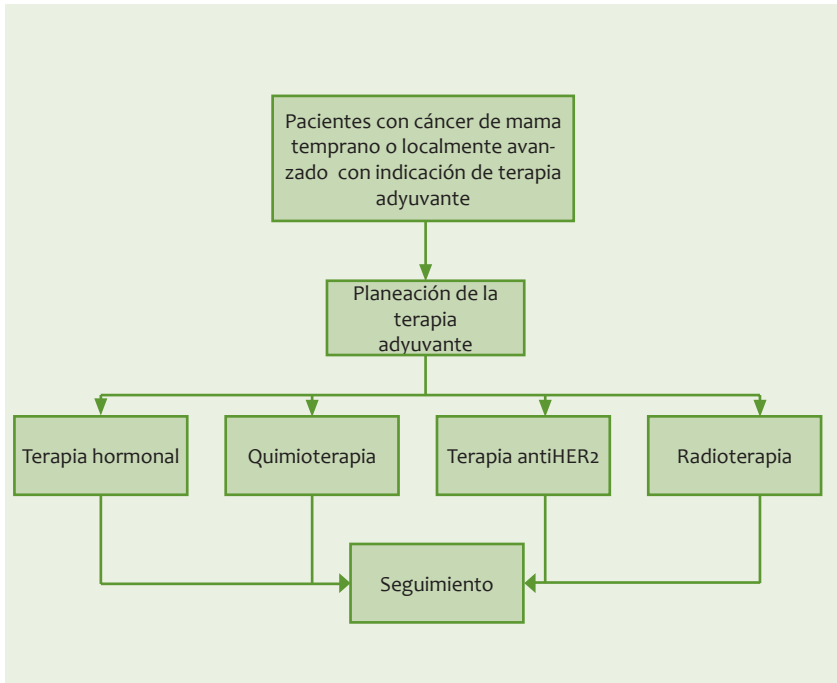 Pacientes con cáncer de mama
temprano o localmente avan-
zado con indicación de terapia
adyuvante
Planeación de la
terapia
adyuvante
Terapia hormonal
Quimioterapia
Terapia antiHER2
Radioterapia
Seguimiento